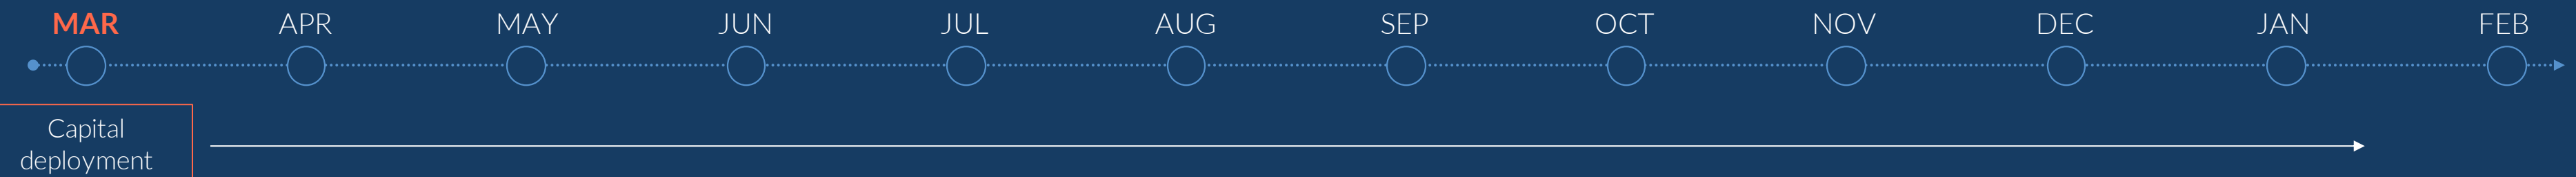 MAR APR MAY JUN JUL AUG SEP OCT NOV DEC JAN FEB
Capital
deployment